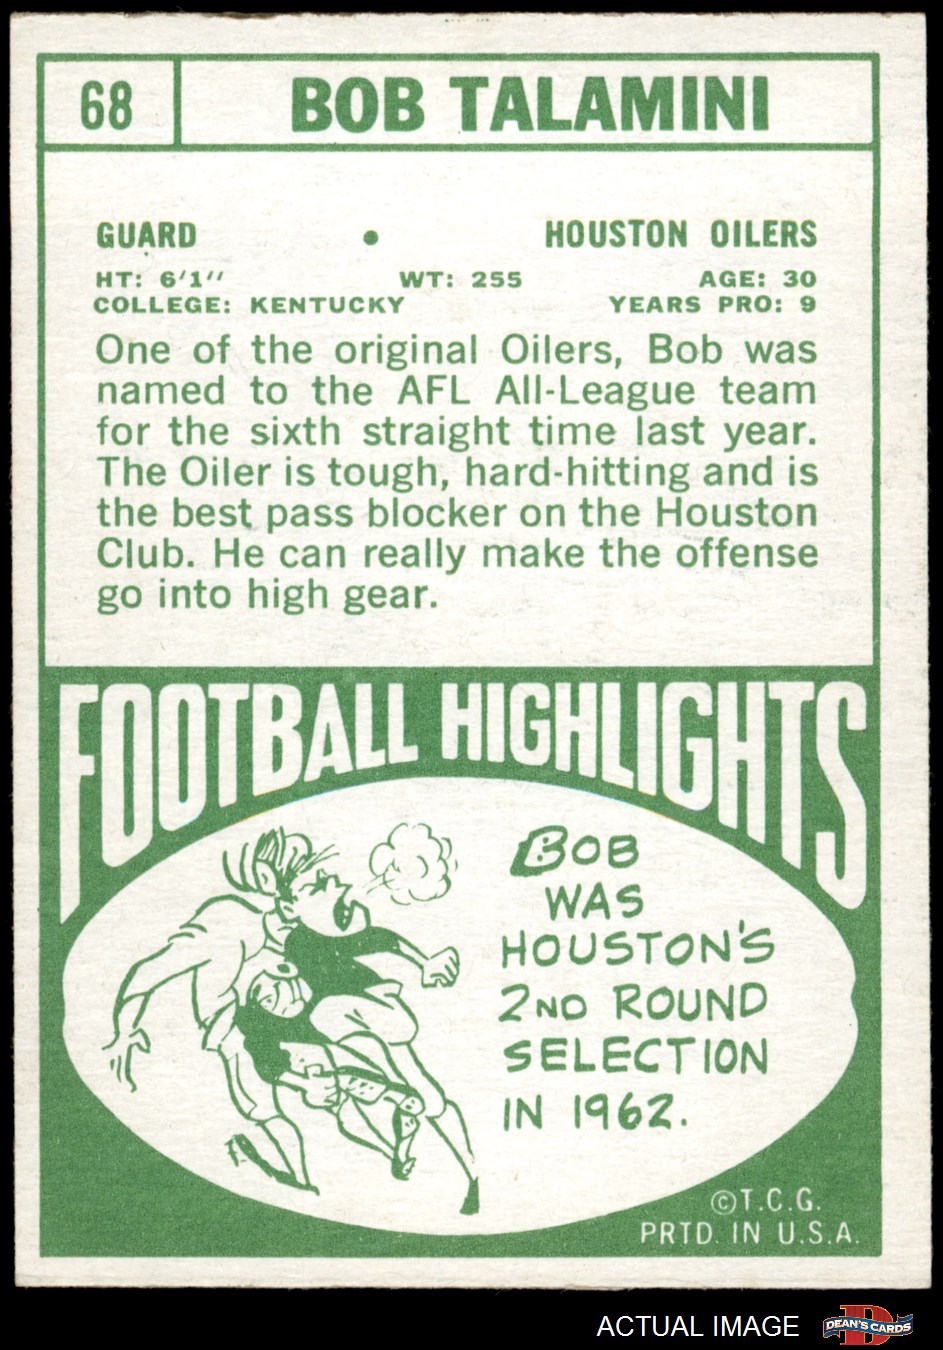 68 BOB TALAMINI
GUARD • HOUSTON OILERS
HT: 6'1" WT: 255 AGE: 30
COLLEGE: KENTUCKY YEARS PRO: 9
One of the original Oilers, Bob was
named to the AFL All-League team
for the sixth straight time last year.
The Oiler is tough, hard-hitting and is
the best pass blocker on the Houston
Club. He can really make the offense
go into high gear.
FOOTBALL HIGHLIGHTS
BOB
WAS
HOUSTON'S
2ND ROUND
SELECTION
IN 1962.
©T.C.G.
PRTD. IN U.S.A.
ACTUAL IMAGE
D
DEAN'S CARDS